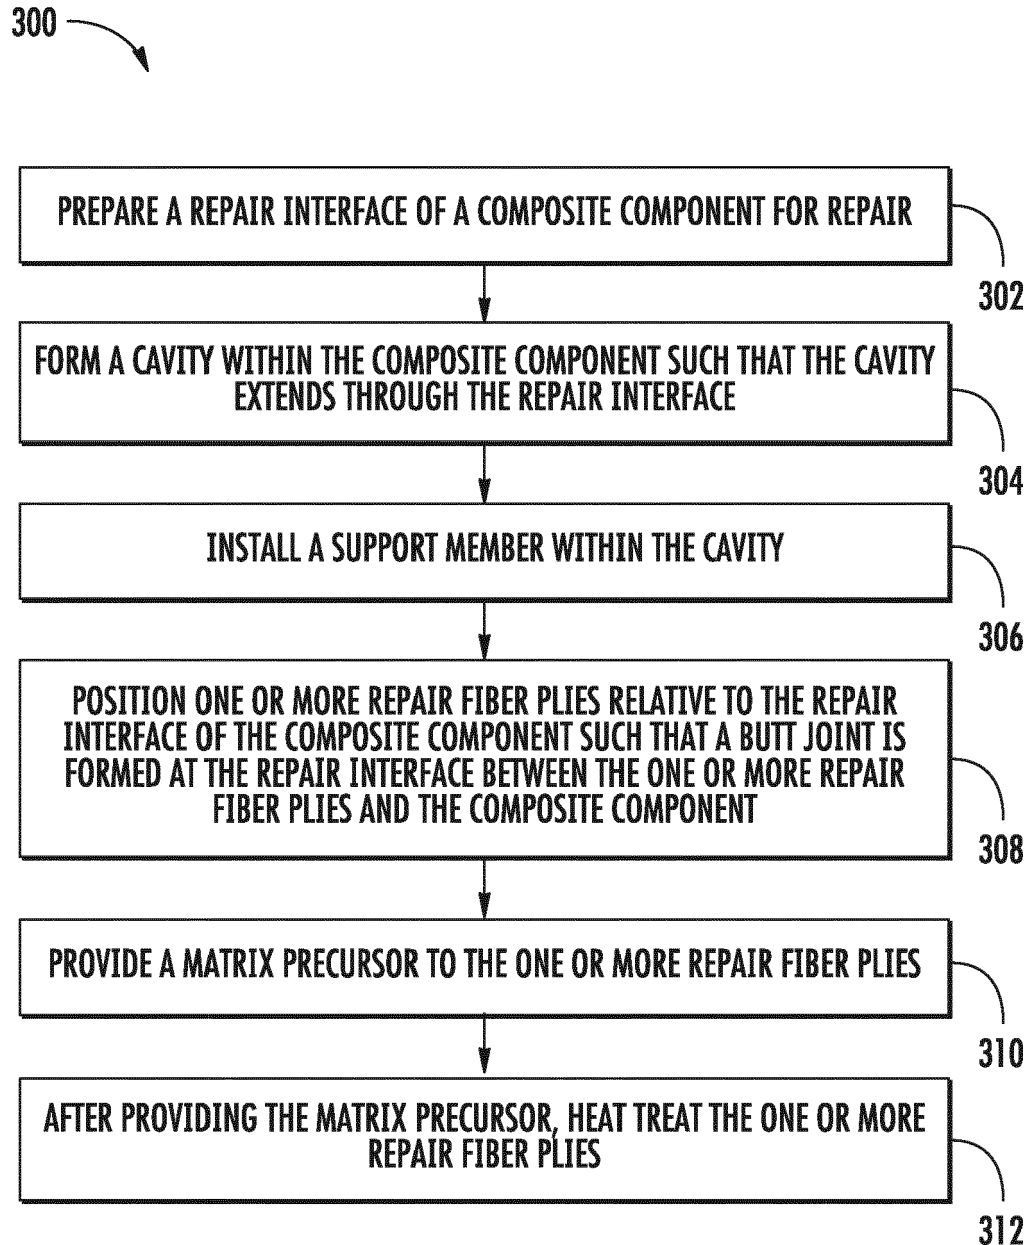 300
PREPARE A REPAIR INTERFACE OF A COMPOSITE COMPONENT FOR REPAIR
302
FORM A CAVITY WITHIN THE COMPOSITE COMPONENT SUCH THAT THE CAVITY
EXTENDS THROUGH THE REPAIR INTERFACE
304
INSTALL A SUPPORT MEMBER WITHIN THE CAVITY
306
POSITION ONE OR MORE REPAIR FIBER PLIES RELATIVE TO THE REPAIR
INTERFACE OF THE COMPOSITE COMPONENT SUCH THAT A BUTT JOINT IS
FORMED AT THE REPAIR INTERFACE BETWEEN THE ONE OR MORE REPAIR
FIBER PLIES AND THE COMPOSITE COMPONENT
308
PROVIDE A MATRIX PRECURSOR TO THE ONE OR MORE REPAIR FIBER PLIES
310
AFTER PROVIDING THE MATRIX PRECURSOR, HEAT TREAT THE ONE OR MORE
REPAIR FIBER PLIES
312